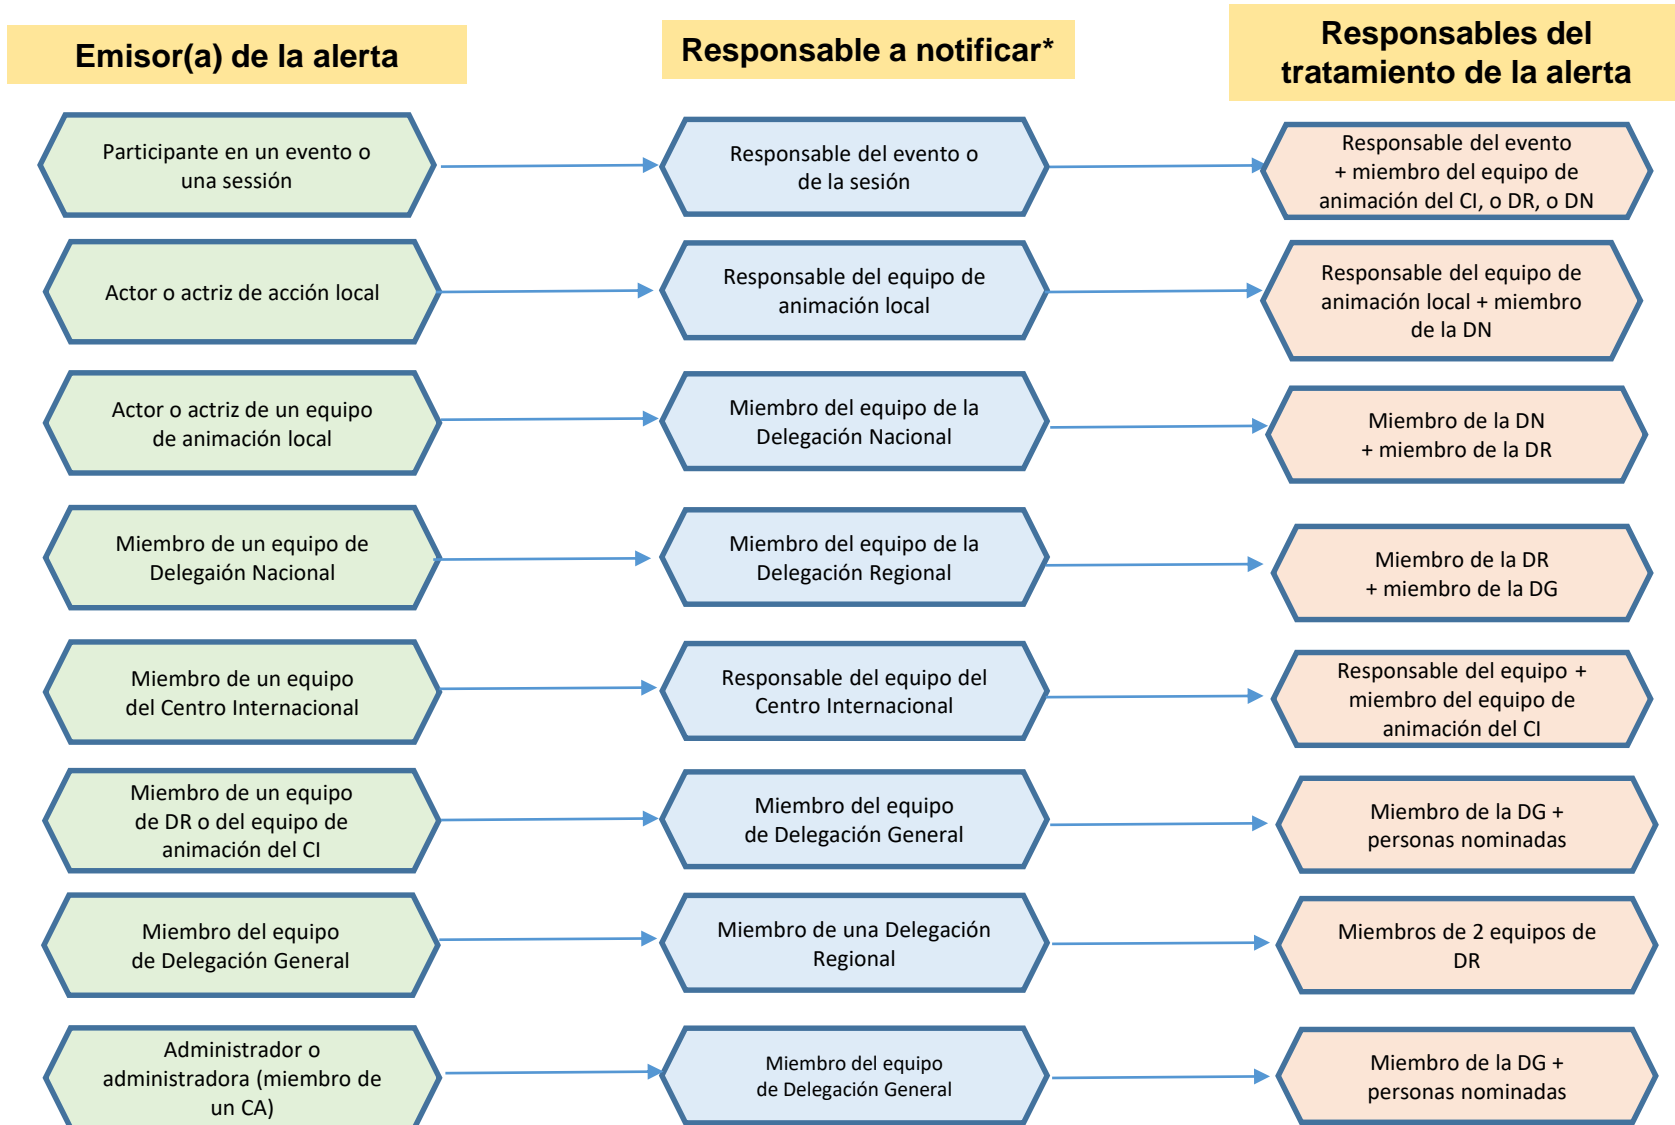 Emisor(a) de la alerta
Responsable a notificar*
Responsables del
tratamiento de la alerta
Participante en un evento o
una sessión
Responsable del evento o
de la sesión
Responsable del evento
+ miembro del equipo de
animación del CI, o DR, o DN
Actor o actriz de acción local
Responsable del equipo de
animación local
Responsable del equipo de
animación local + miembro
de la DN
Actor o actriz de un equipo
de animación local
Miembro del equipo de la
Delegación Nacional
Miembro de la DN
+ miembro de la DR
Miembro de un equipo de
Delegaión Nacional
Miembro del equipo de la
Delegación Regional
Miembro de la DR
+ miembro de la DG
Miembro de un equipo
del Centro Internacional
Responsable del equipo del
Centro Internacional
Responsable del equipo +
miembro del equipo de
animación del CI
Miembro de un equipo
de DR o del equipo de
animación del CI
Miembro del equipo
de Delegación General
Miembro de la DG +
personas nominadas
Miembro del equipo
de Delegación General
Miembro de una Delegación
Regional
Miembros de 2 equipos de
DR
Administrador o
administradora (miembro de
un CA)
Miembro del equipo
de Delegación General
Miembro de la DG +
personas nominadas